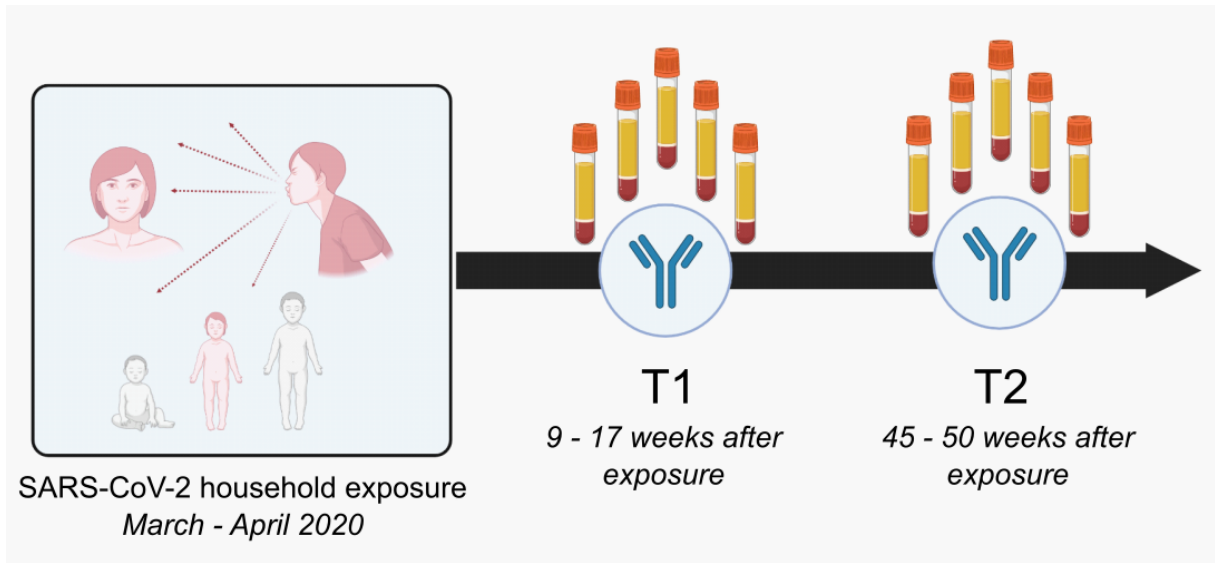 SARS-CoV-2 household exposure
March - April 2020
T1
9 - 17 weeks after
exposure
T2
45 - 50 weeks after
exposure